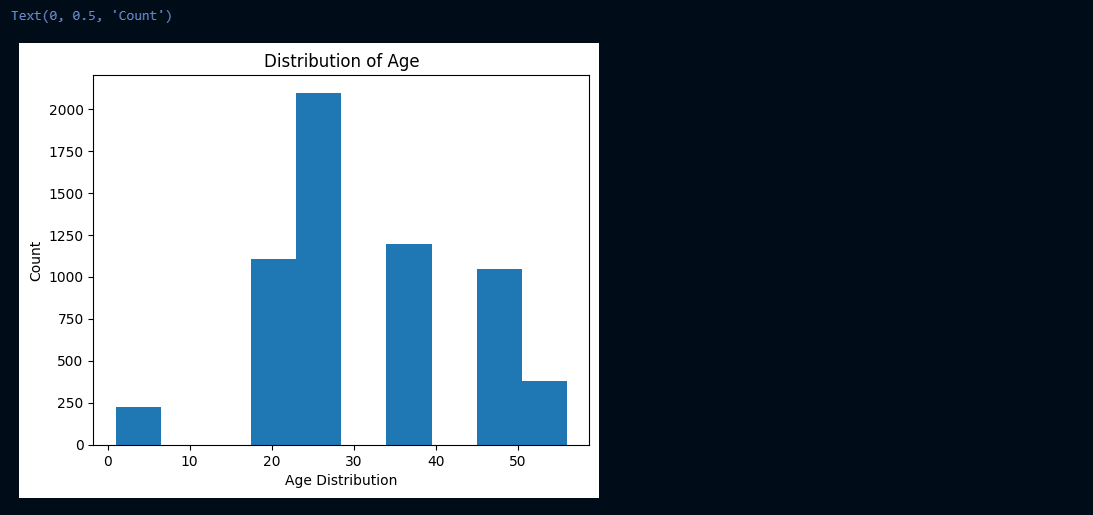 Text(0, 0.5, 'Count')
Distribution of Age
2000
1750
1500
1250
1000
750
500
250
0
Count
0 10 20 30 40 50
Age Distribution